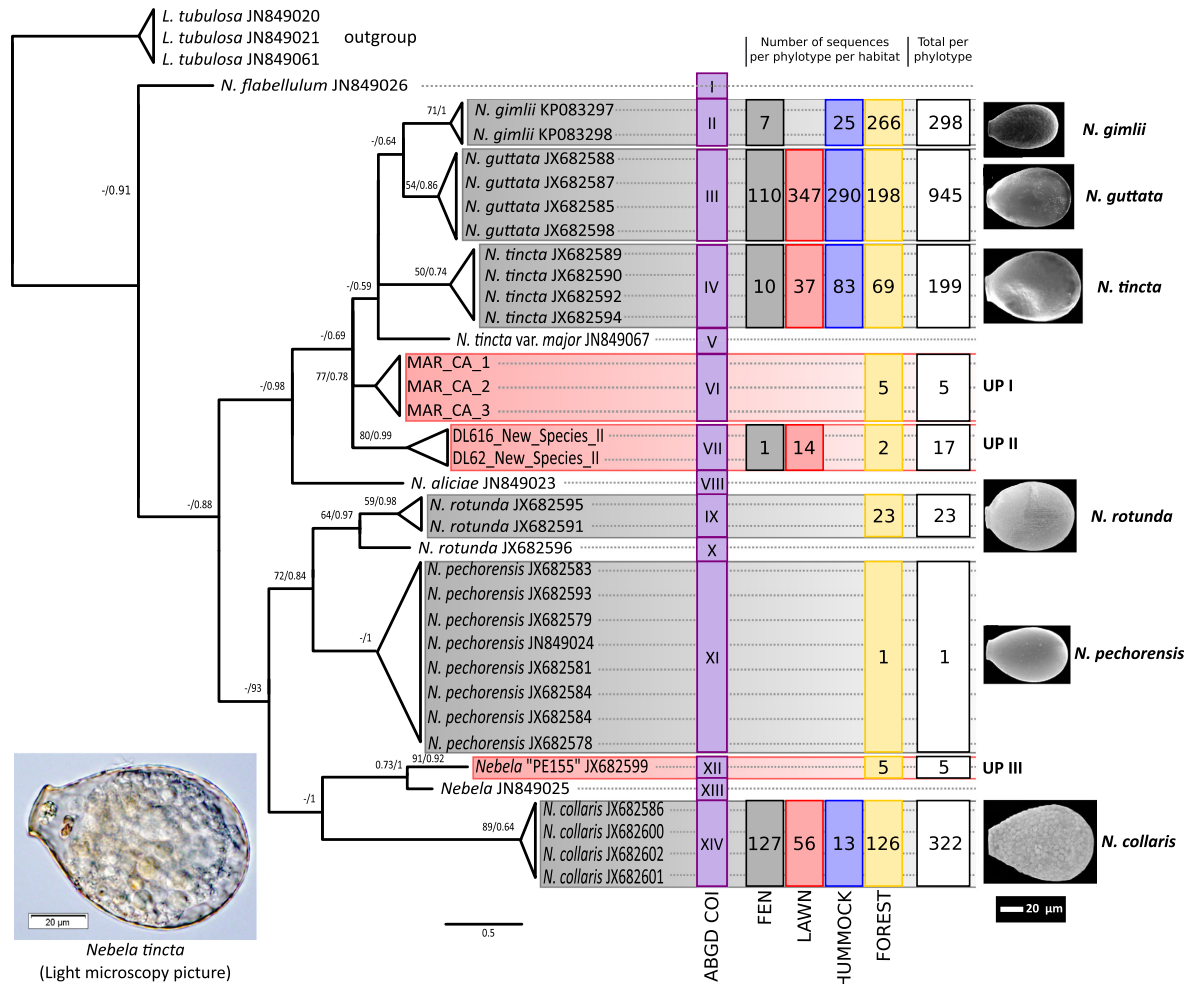 L. tubulosa JN849020
L. tubulosa JN849021 outgroup
L. tubulosa JN849061
Number of sequences
per phylotype per habitat
Total per
phylotype
N. flabellum JN849026 I
-/0.91
71/1
N. gimlii KP083297
N. gimlii KP083298
II 7 25 266 298 N. gimlii
-/0.64
54/0.86
N. guttata JX682588
N. guttata JX682587
N. guttata JX682585
N. guttata JX682598
III 110 347 290 198 945 N. guttata
-/0.59
50/0.74
N. tincta JX682589
N. tincta JX682590
N. tincta JX682592
N. tincta JX682594
IV 10 37 83 69 199 N. tincta
-/0.69
N. tincta var. major JN849067 V
77/0.78
MAR_CA_1
MAR_CA_2
MAR_CA_3
VI 5 5 UP I
-/0.98
80/0.99
DL616_New_Species_II
DL62_New_Species_II
VII 1 14 2 17 UP II
N. aliciae JN849023 VIII
-/0.88
59/0.98
64/0.97
N. rotunda JX682595
N. rotunda JX682591
IX 23 23 N. rotunda
N. rotunda JX682596 X
72/0.84
-/1
N. pechorensis JX682583
N. pechorensis JX682593
N. pechorensis JX682579
N. pechorensis JN849024
N. pechorensis JX682581
N. pechorensis JX682584
N. pechorensis JX682584
N. pechorensis JX682578
XI 1 1 N. pechorensis
-/93
0.73/1
91/0.92
Nebela "PE155" JX682599 XII 5 5 UP III
Nebela JN849025 XIII
-/1
89/0.64
N. collaris JX682586
N. collaris JX682600
N. collaris JX682602
N. collaris JX682601
XIV 127 56 13 126 322 N. collaris
ABGD COI
FEN
LAWN
HUMMOCK
FOREST
20 µm
0.5
20 µm
Nebela tincta
(Light microscopy picture)